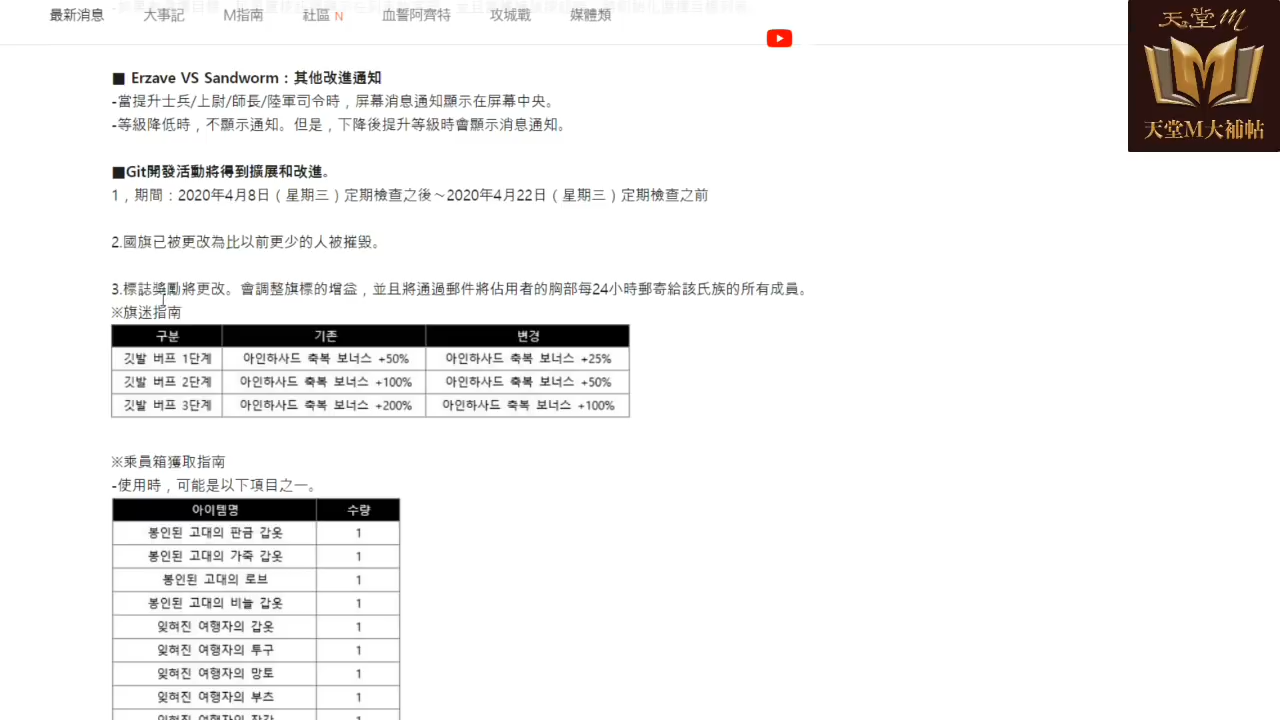 最新消息 大事記 M指南 社區 N 血誓阿齊特 攻城戰 媒體類
天堂M
天堂M大補帖
■ Erzave VS Sandworm：其他改進通知
-當提升士兵/上尉/師長/陸軍司令時，屏幕消息通知顯示在屏幕中央。
-等級降低時，不顯示通知。但是，下降後提升等級時會顯示消息通知。
■Git開發活動將得到擴展和改進。
1，期間：2020年4月8日（星期三）定期檢查之後～2020年4月22日（星期三）定期檢查之前
2.國旗已被更改為比以前更少的人被摧毀。
3.標誌獎勵將更改。會調整旗標的增益，並且將通過郵件將佔用者的胸部每24小時郵寄給該氏族的所有成員。
※旗迷指南
구분 기존 변경
깃발 버프 1단계 아인하사드 축복 보너스 +50% 아인하사드 축복 보너스 +25%
깃발 버프 2단계 아인하사드 축복 보너스 +100% 아인하사드 축복 보너스 +50%
깃발 버프 3단계 아인하사드 축복 보너스 +200% 아인하사드 축복 보너스 +100%
※乘員箱獲取指南
-使用時，可能是以下項目之一。
아이템명 수량
봉인된 고대의 판금 갑옷 1
봉인된 고대의 가죽 갑옷 1
봉인된 고대의 로브 1
봉인된 고대의 비늘 갑옷 1
잊혀진 여행자의 갑옷 1
잊혀진 여행자의 투구 1
잊혀진 여행자의 망토 1
잊혀진 여행자의 부츠 1